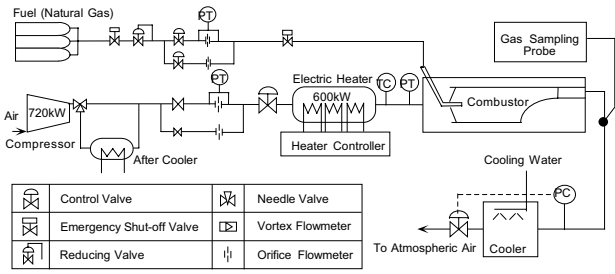 Fuel (Natural Gas)
PT
Gas Sampling
Probe
PT
Electric Heater
600kW
TC
PT
Combustor
Air
720kW
Compressor
After Cooler
Heater Controller
Cooling Water
PC
Cooler
To Atmospheric Air
Control Valve
Needle Valve
Emergency Shut-off Valve
Vortex Flowmeter
Reducing Valve
Orifice Flowmeter